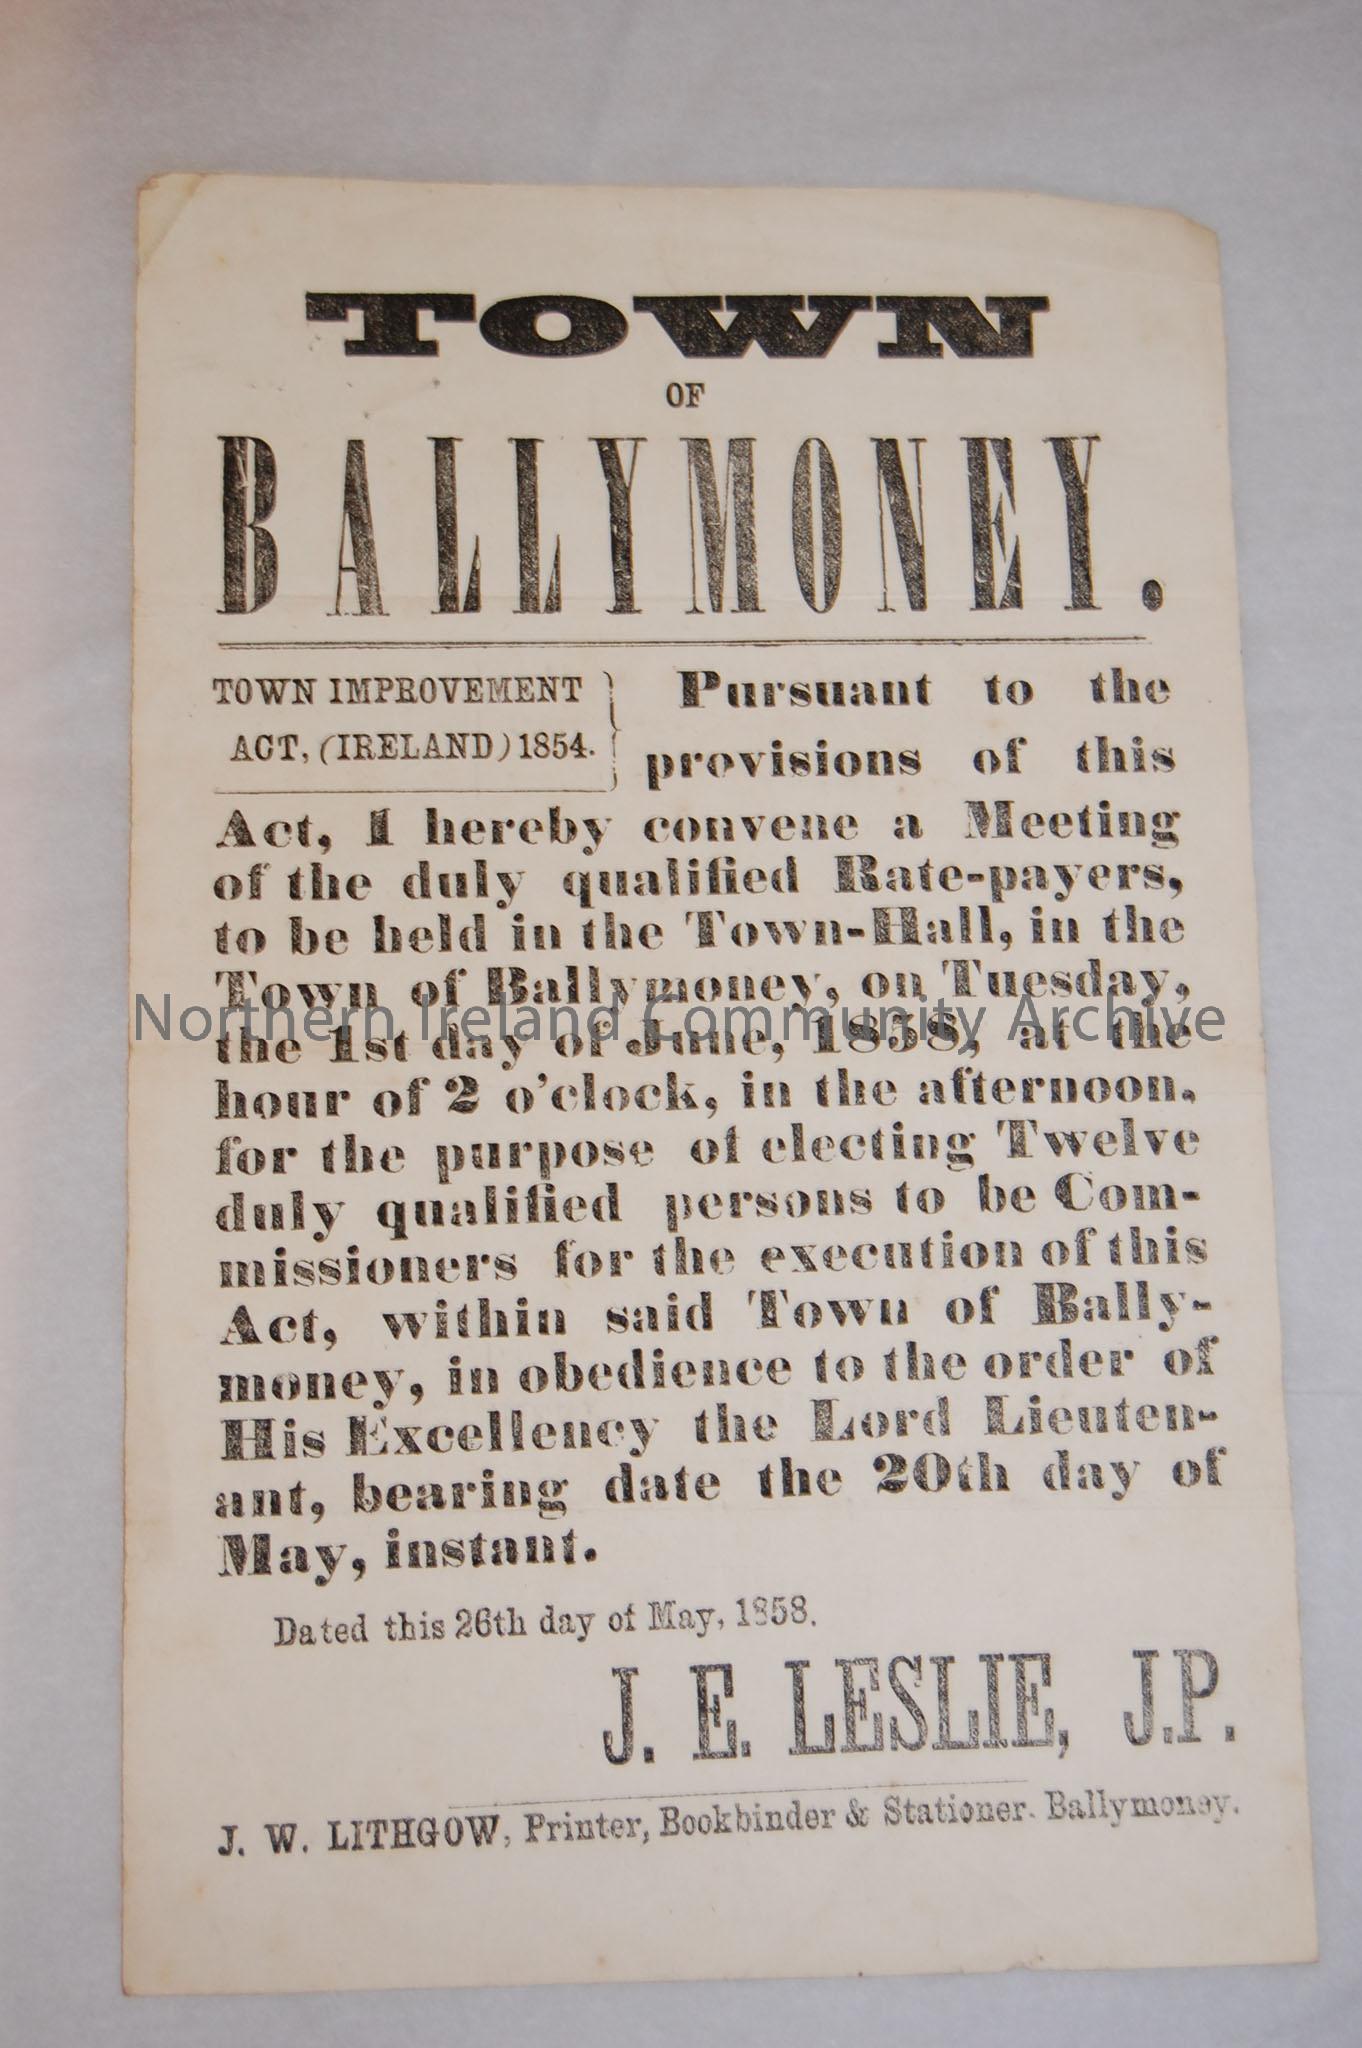 TOWN
OF
BALLYMONEY.
TOWN IMPROVEMENT
ACT, (IRELAND) 1854.
Pursuant to the
provisions of this
Act, I hereby convene a Meeting
of the duly qualified Rate-payers,
to be held in the Town-Hall, in the
Town of Ballymoney, on Tuesday,
Northern Ireland Community Archive
the 1st day of June, 1858, at the
hour of 2 o'clock, in the afternoon.
for the purpose of electing Twelve
duly qualified persons to be Com-
missioners for the execution of this
Act, within said Town of Bally-
money, in obedience to the order of
His Excellency the Lord Lieuten-
ant, bearing date the 20th day of
May, instant.
Dated this 26th day of May, 1858.
J. E. LESLIE, J.P.
J. W. LITHGOW, Printer, Bookbinder & Stationer. Ballymoney.